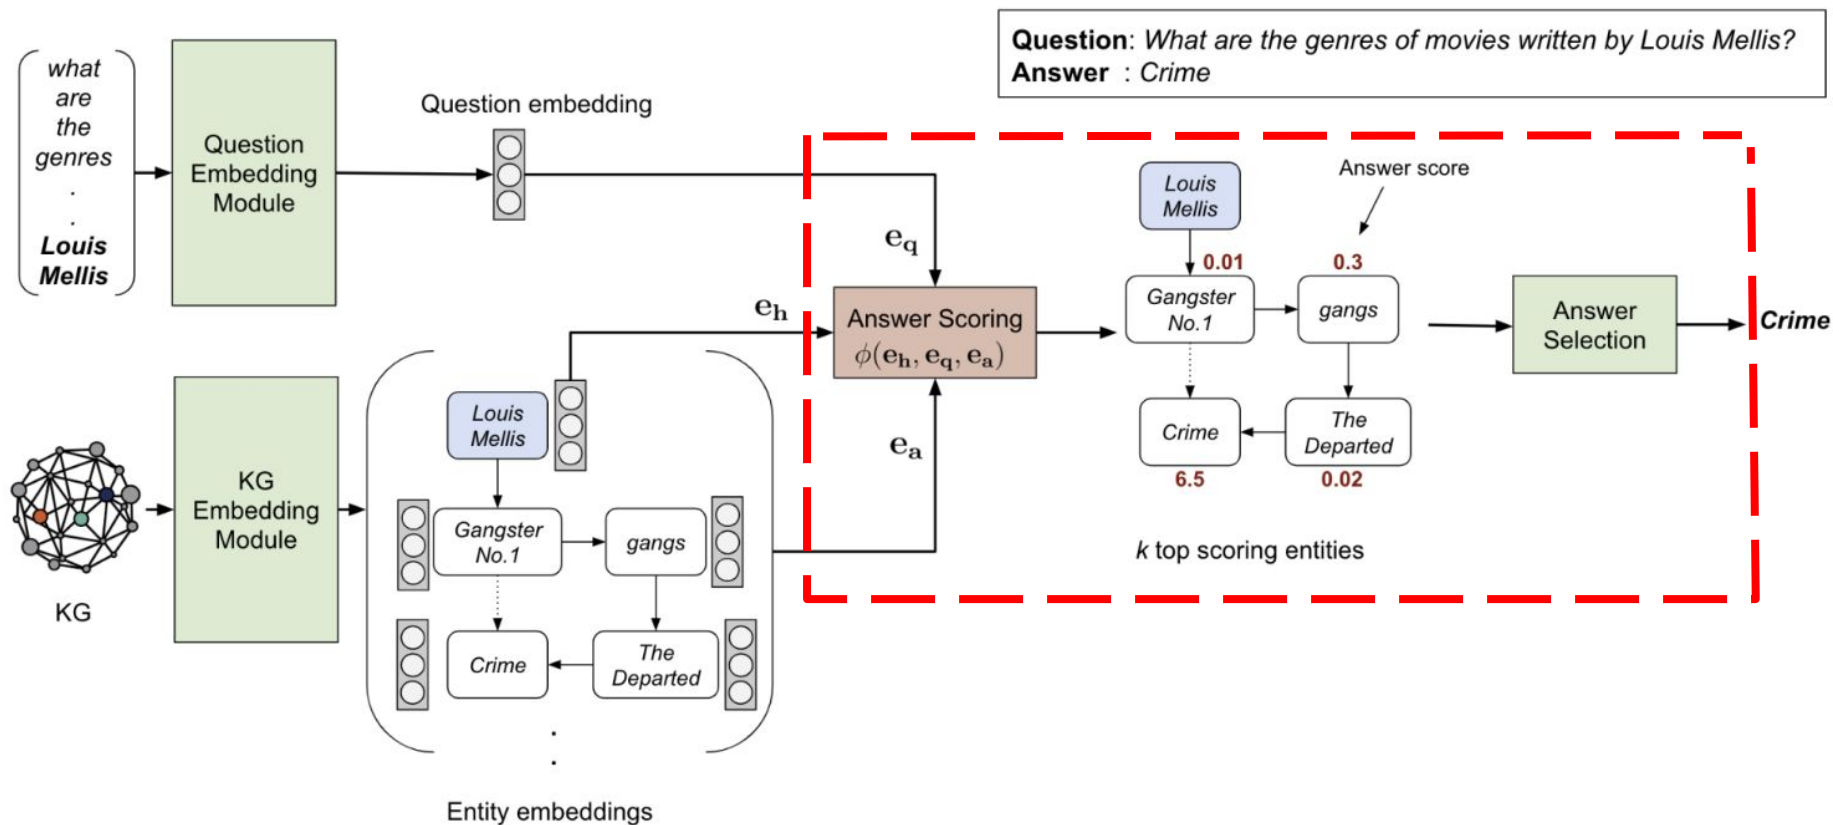 Question: What are the genres of movies written by Louis Mellis?
Answer : Crime
what
are
the
genres
.
.
.
Louis
Mellis
Question
Embedding
Module
Question embedding
e_q
e_h
e_a
Answer Scoring
ϕ(e_h, e_q, e_a)
Louis
Mellis
Answer score
0.01
0.3
Gangster
No.1
gangs
Crime
The
Departed
6.5
0.02
k top scoring entities
Answer
Selection
Crime
KG
KG
Embedding
Module
Louis
Mellis
Gangster
No.1
gangs
Crime
The
Departed
.
.
Entity embeddings